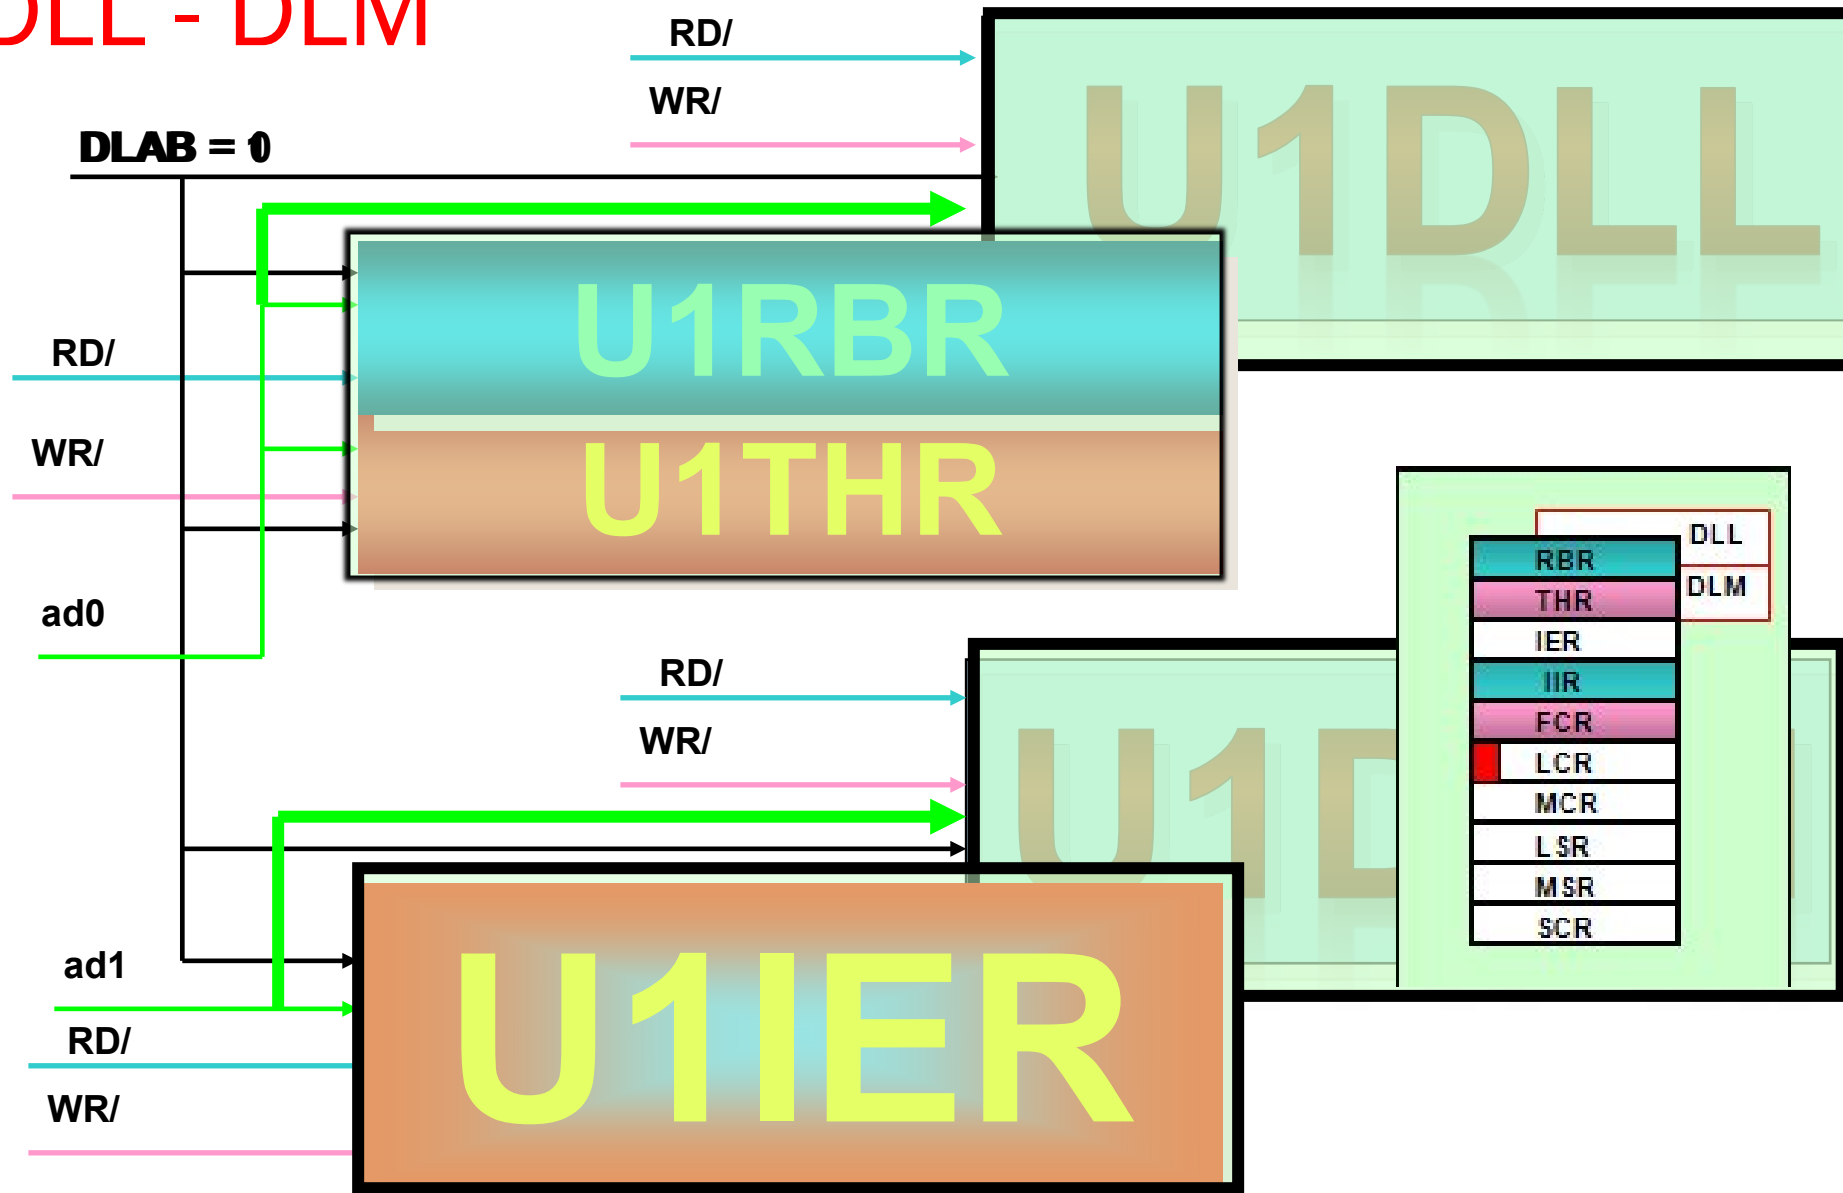 DLL - DLM
RD/
WR/
DLAB =
U1DLL
U1RBR
RD/
WR/
U1THR
ad0
DLL
DLM
RBR
THR
IER
IIR
FCR
LCR
MCR
LSR
MSR
SCR
RD/
WR/
ad1
RD/
WR/
U1IER